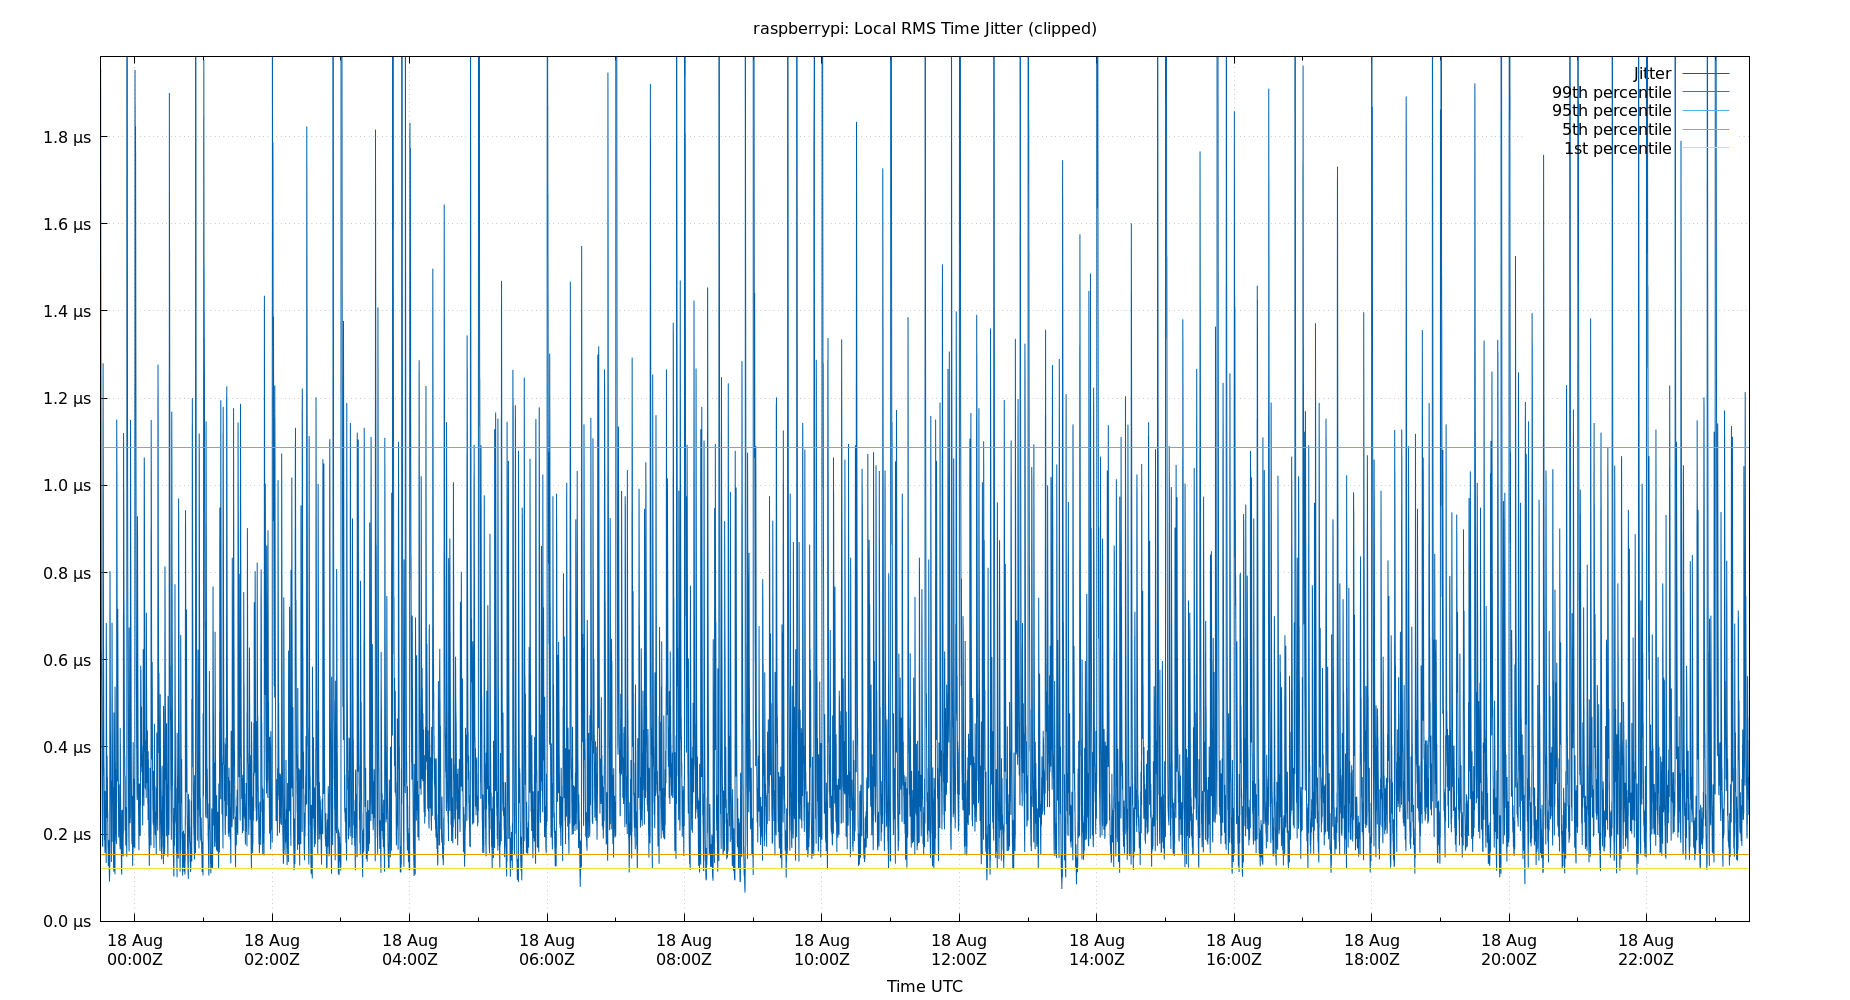 raspberrypi: Local RMS Time Jitter (clipped)
Jitter
99th percentile
95th percentile
5th percentile
1st percentile
1.8 µs
1.6 µs
1.4 µs
1.2 µs
1.0 µs
0.8 µs
0.6 µs
0.4 µs
0.2 µs
0.0 µs
18 Aug 18 Aug 18 Aug 18 Aug 18 Aug 18 Aug 18 Aug 18 Aug 18 Aug 18 Aug 18 Aug 18 Aug
00:00Z 02:00Z 04:00Z 06:00Z 08:00Z 10:00Z 12:00Z 14:00Z 16:00Z 18:00Z 20:00Z 22:00Z
Time UTC